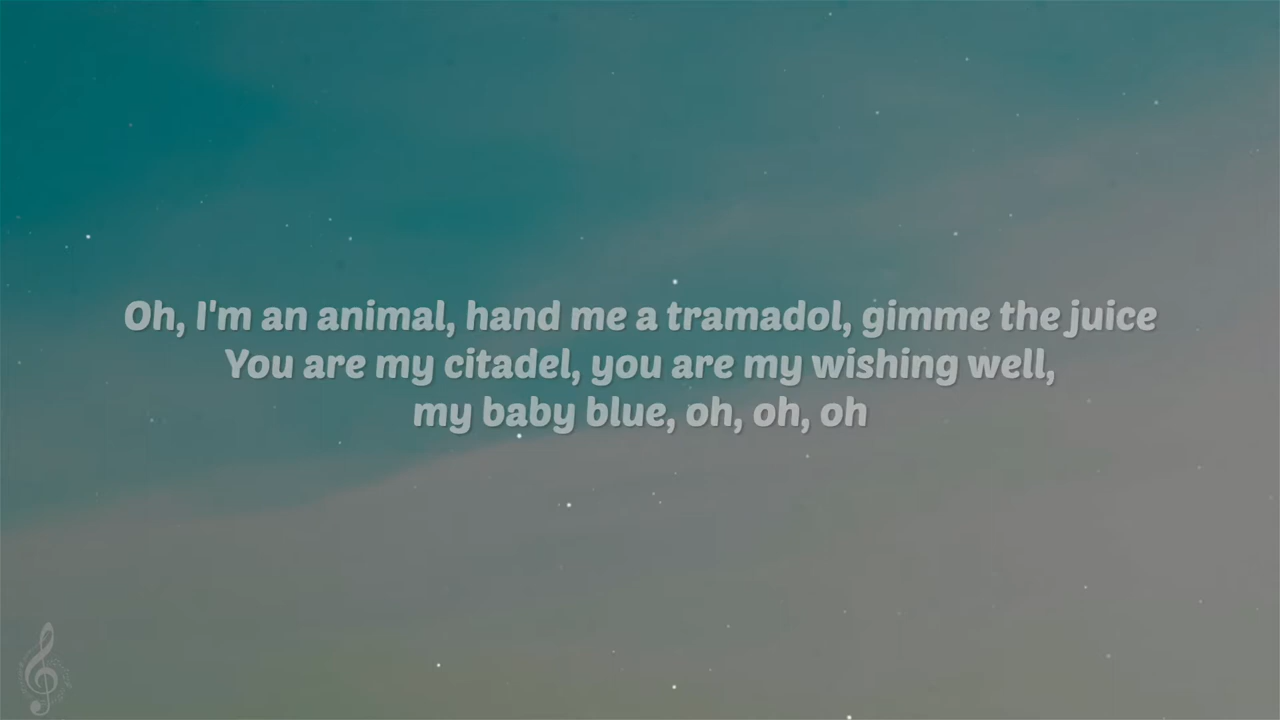 Oh, I'm an animal, hand me a tramadol, gimme the juice
You are my citadel, you are my wishing well,
my baby blue, oh, oh, oh